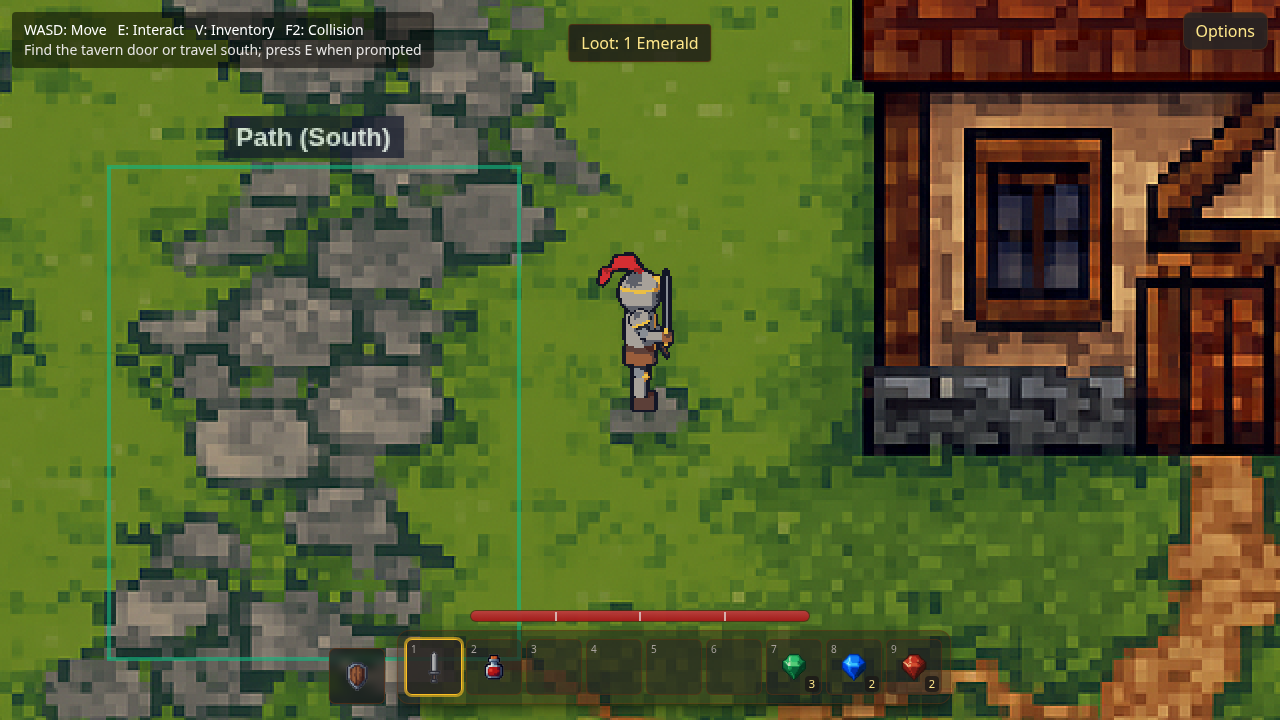 WASD: Move   E: Interact   V: Inventory   F2: Collision
Find the tavern door or travel south; press E when prompted
Loot: 1 Emerald
Options
Path (South)
1 2 3 4 5 6 7 8 9
3 2 2